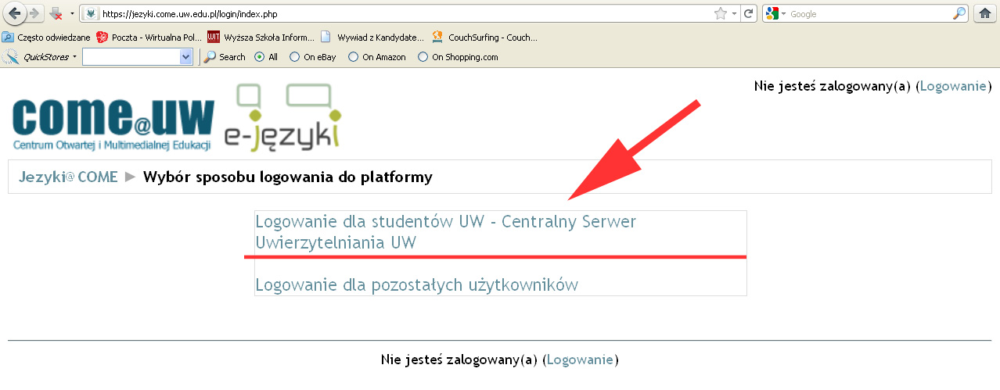 https://jezyki.come.uw.edu.pl/login/index.php
Google
Często odwiedzane Poczta - Wirtualna Pol... Wyższa Szkoła Inform... Wywiad z Kandydate... CouchSurfing - Couch...
QuickStores Search All On eBay On Amazon On Shopping.com
Nie jesteś zalogowany(a) (Logowanie)
come@uw
Centrum Otwartej i Multimedialnej Edukacji
e-języki
Jezyki@COME ► Wybór sposobu logowania do platformy
Logowanie dla studentów UW - Centralny Serwer
Uwierzytelniania UW
Logowanie dla pozostałych użytkowników
Nie jesteś zalogowany(a) (Logowanie)